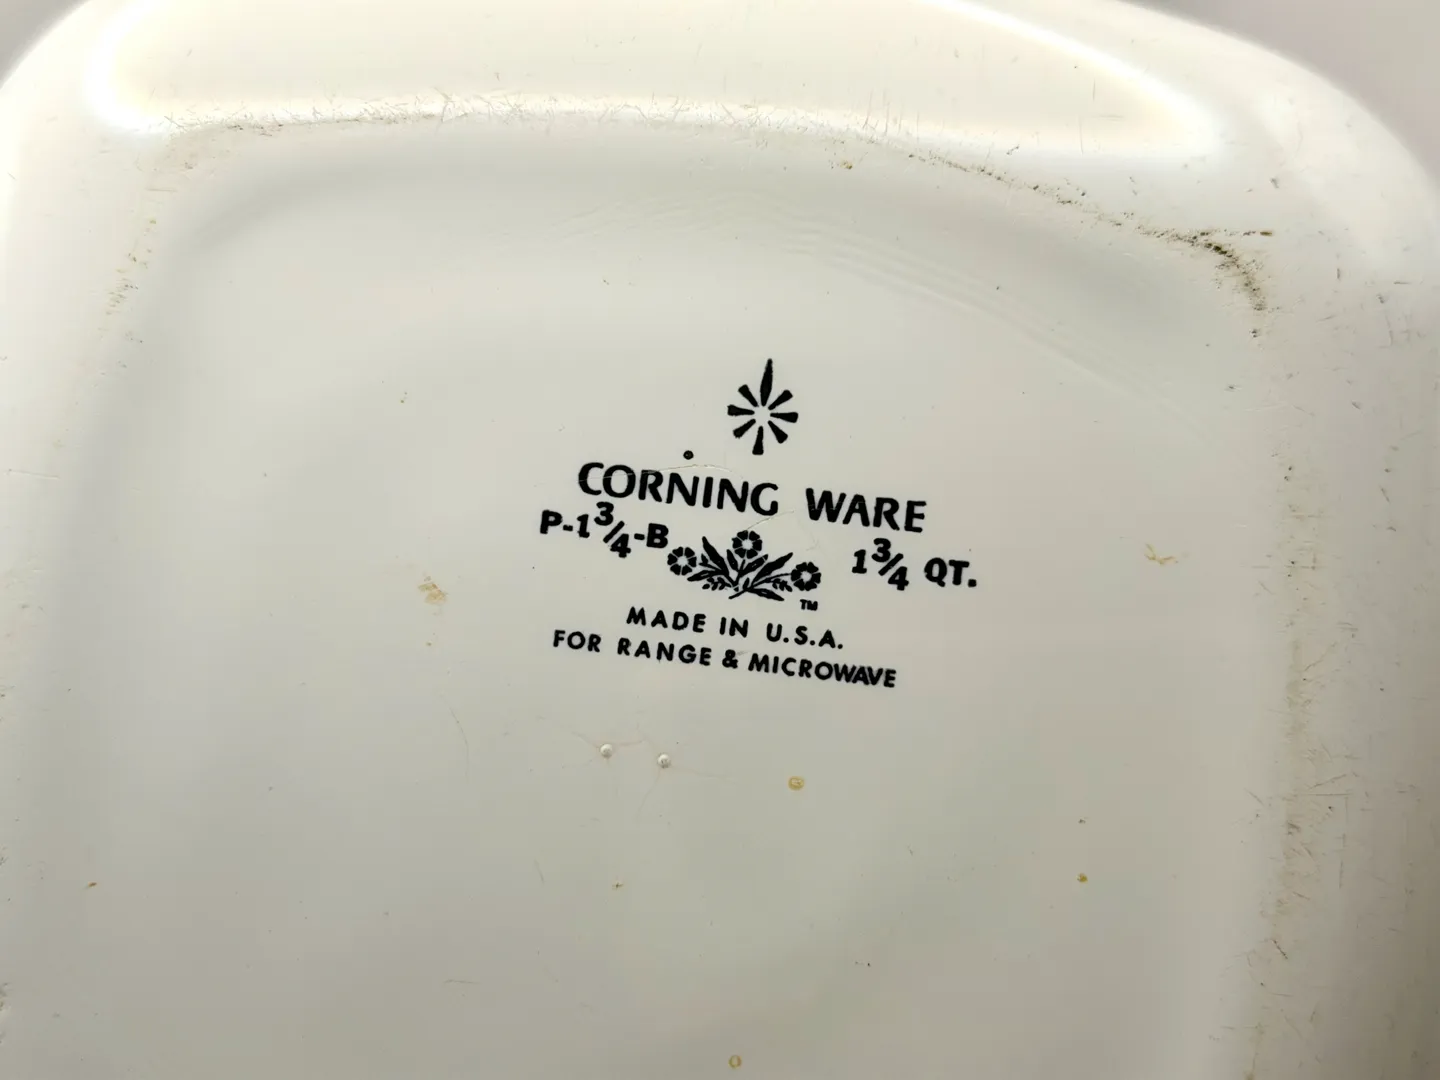 CORNING WARE
P-1¾-B 1¾ QT.
TM
MADE IN U.S.A.
FOR RANGE & MICROWAVE